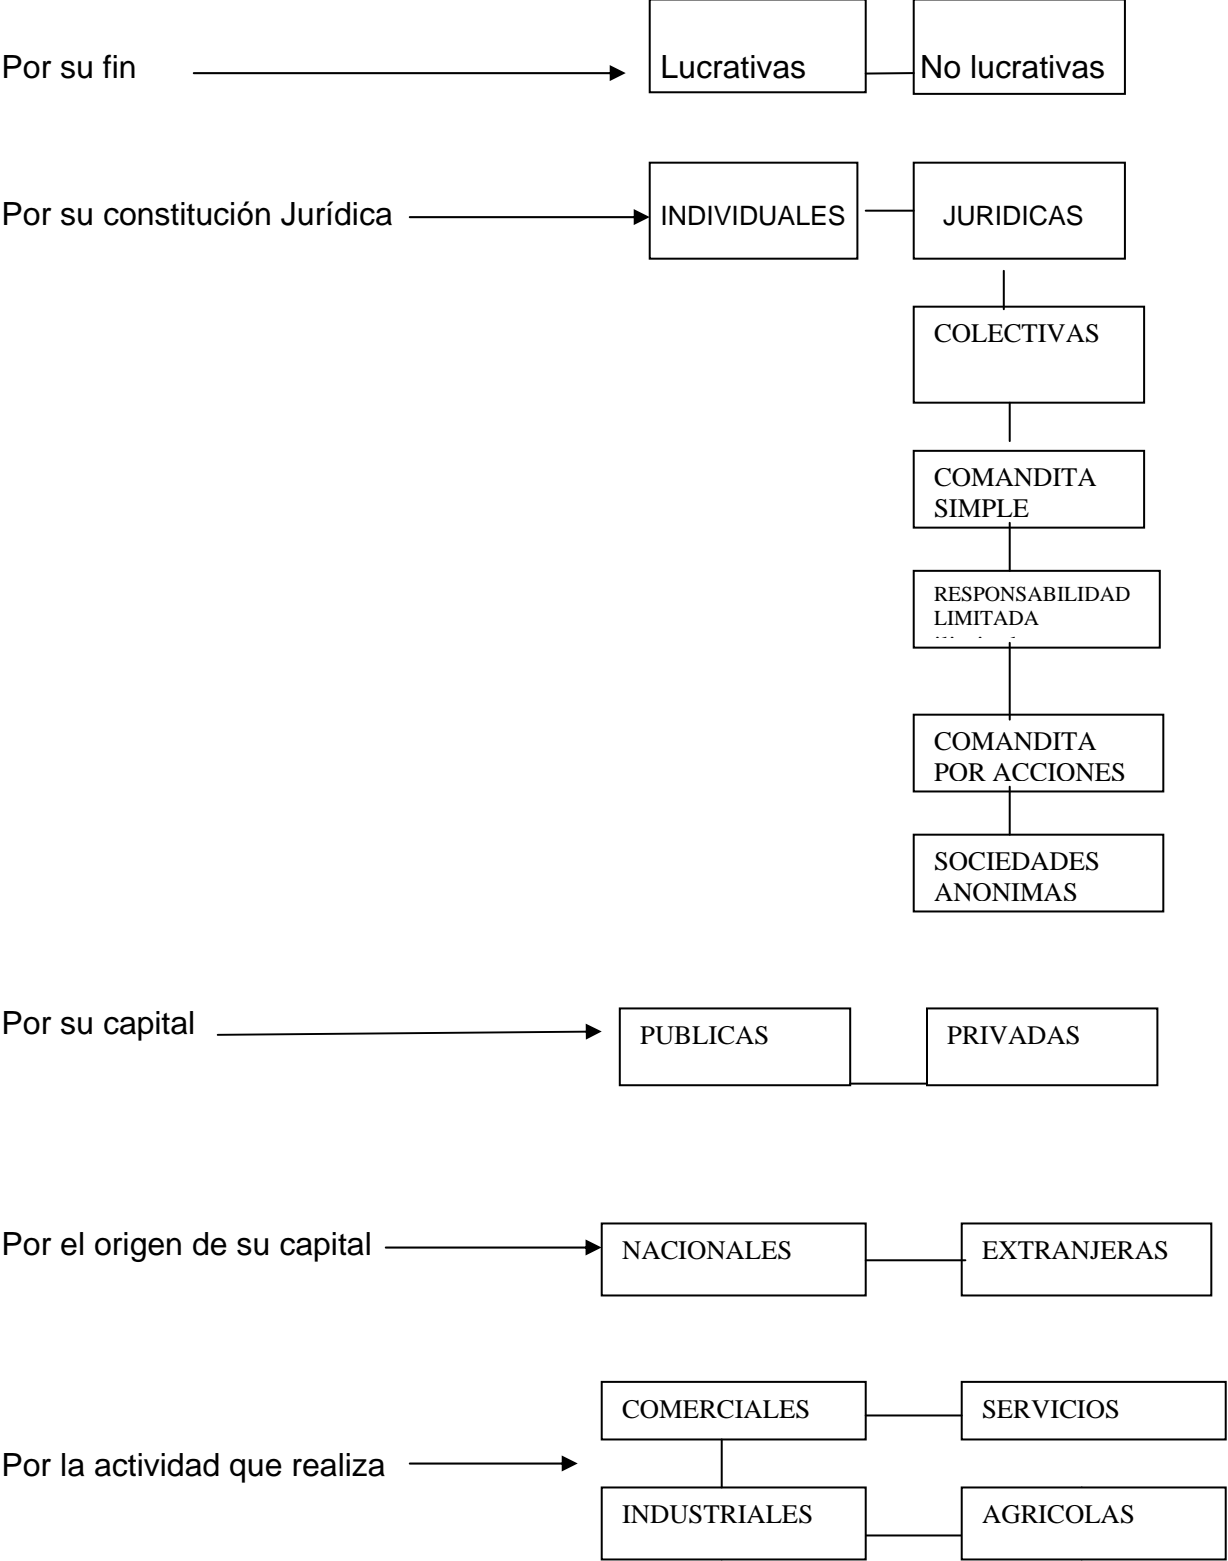 Por su fin
Lucrativas
No lucrativas
Por su constitución Jurídica
INDIVIDUALES
JURIDICAS
COLECTIVAS
COMANDITA
SIMPLE
RESPONSABILIDAD
LIMITADA
COMANDITA
POR ACCIONES
SOCIEDADES
ANONIMAS
Por su capital
PUBLICAS
PRIVADAS
Por el origen de su capital
NACIONALES
EXTRANJERAS
COMERCIALES
SERVICIOS
Por la actividad que realiza
INDUSTRIALES
AGRICOLAS